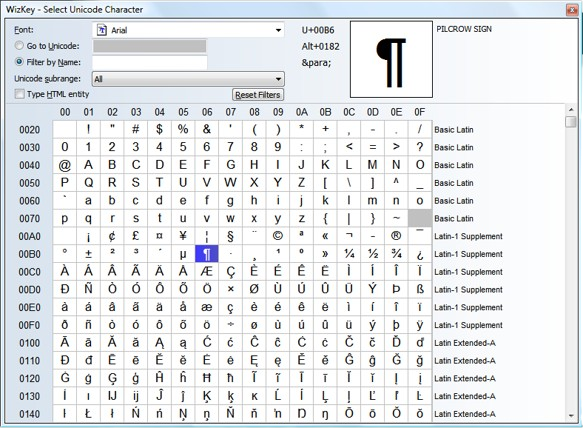 WizKey - Select Unicode Character
Font: Arial
Go to Unicode:
Filter by Name:
Unicode subrange: All
Type HTML entity
Reset Filters
U+00B6
Alt+0182
&para;
¶
PILCROW SIGN
00 01 02 03 04 05 06 07 08 09 0A 0B 0C 0D 0E 0F
0020 ! " # $ % & ' ( ) * + , - . / Basic Latin
0030 0 1 2 3 4 5 6 7 8 9 : ; < = > ? Basic Latin
0040 @ A B C D E F G H I J K L M N O Basic Latin
0050 P Q R S T U V W X Y Z [ \ ] ^ _ Basic Latin
0060 ` a b c d e f g h i j k l m n o Basic Latin
0070 p q r s t u v w x y z { | } ~ Basic Latin
00A0 ¡ ¢ £ ¤ ¥ ¦ § ¨ © ª « ¬ - ® ¯ Latin-1 Supplement
00B0 ° ± ² ³ ´ µ ¶ · ¸ ¹ º » ¼ ½ ¾ ¿ Latin-1 Supplement
00C0 À Á Â Ã Ä Å Æ Ç È É Ê Ë Ì Í Î Ï Latin-1 Supplement
00D0 Ð Ñ Ò Ó Ô Õ Ö × Ø Ù Ú Û Ü Ý Þ ß Latin-1 Supplement
00E0 à á â ã ä å æ ç è é ê ë ì í î ï Latin-1 Supplement
00F0 ð ñ ò ó ô õ ö ÷ ø ù ú û ü ý þ ÿ Latin-1 Supplement
0100 Ā ā Ă ă Ą ą Ć ć Ĉ ĉ Ċ ċ Č č Ď ď Latin Extended-A
0110 Đ đ Ē ē Ĕ ĕ Ė ė Ę ę Ě ě Ĝ ĝ Ğ ğ Latin Extended-A
0120 Ġ ġ Ģ ģ Ĥ ĥ Ħ ħ Ĩ ĩ Ī ī Ĭ ĭ Į į Latin Extended-A
0130 İ ı Ĳ ĳ Ĵ ĵ Ķ ķ ĸ Ĺ ĺ Ļ ļ Ľ ľ Ŀ Latin Extended-A
0140 ŀ Ł ł Ń ń Ņ ņ Ň ň ŉ Ŋ ŋ Ō ō Ŏ ŏ Latin Extended-A